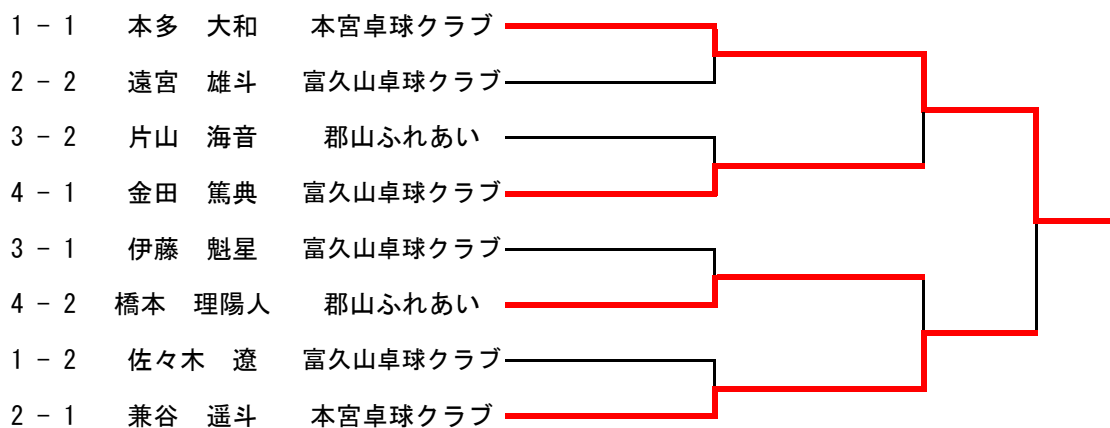 1 - 1 本多 大和 本宮卓球クラブ
2 - 2 遠宮 雄斗 富久山卓球クラブ
3 - 2 片山 海音 郡山ふれあい
4 - 1 金田 篤典 富久山卓球クラブ
3 - 1 伊藤 魁星 富久山卓球クラブ
4 - 2 橋本 理陽人 郡山ふれあい
1 - 2 佐々木 遼 富久山卓球クラブ
2 - 1 兼谷 遥斗 本宮卓球クラブ